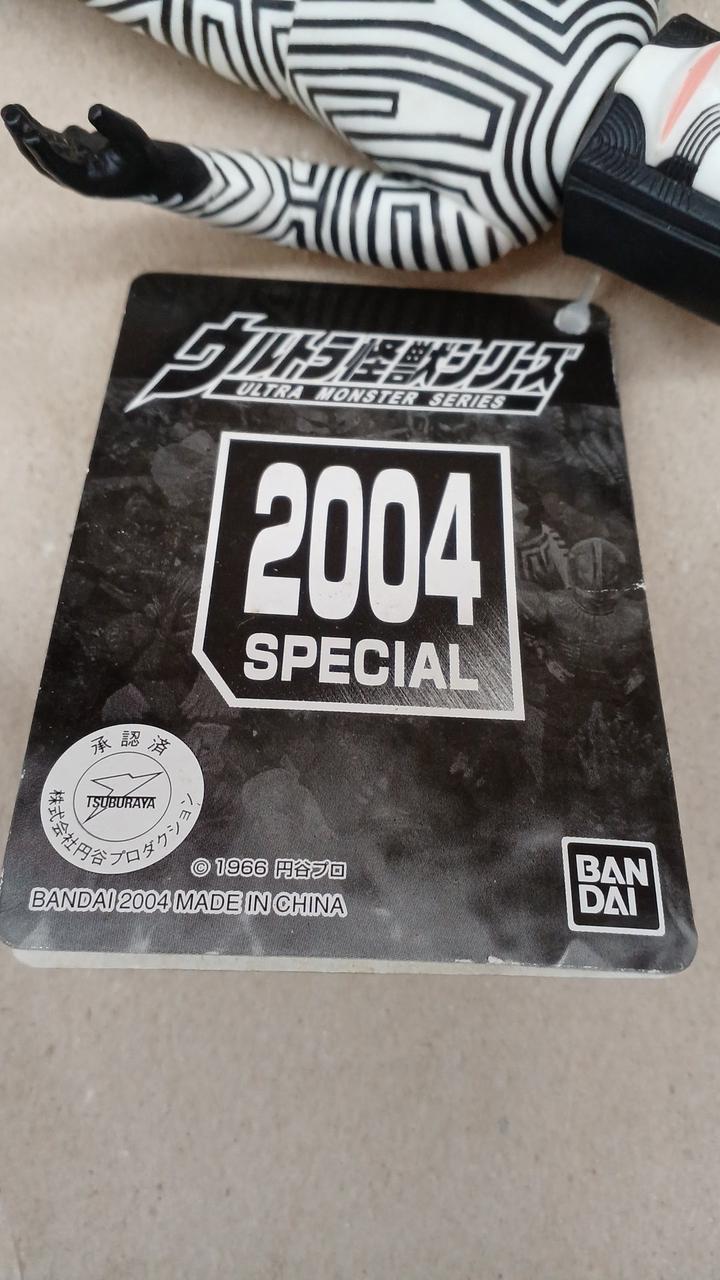 ウルトラ怪獣シリーズ
ULTRA MONSTER SERIES
2004
SPECIAL
承認済
TSUBURAYA
株式会社円谷プロダクション
© 1966 円谷プロ
BANDAI 2004 MADE IN CHINA
BAN
DAI